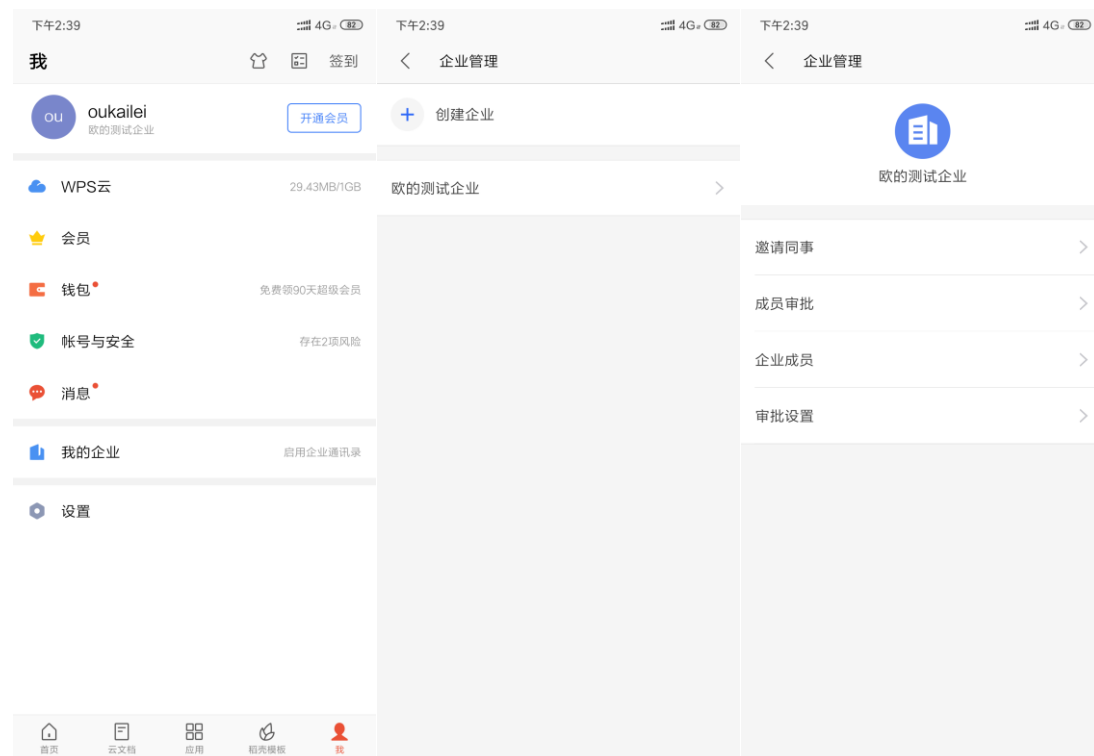 下午2:39
4G 82
我
签到
ou
oukailei
欧的测试企业
开通会员
WPS云
29.43MB/1GB
会员
钱包
免费领90天超级会员
帐号与安全
存在2项风险
消息
我的企业
启用企业通讯录
设置
首页
云文档
应用
稻壳模板
我
下午2:39
4G 82
企业管理
创建企业
欧的测试企业
下午2:39
4G 82
企业管理
欧的测试企业
邀请同事
成员审批
企业成员
审批设置